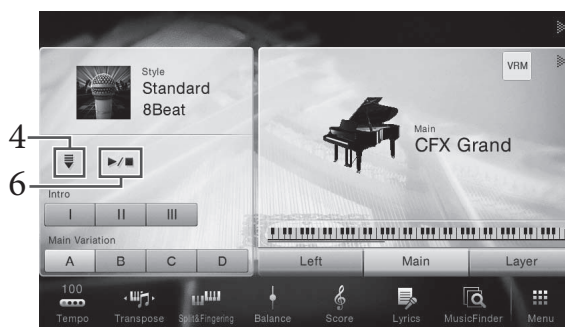 VRM
Style
Standard
8Beat
Main
CFX Grand
4
6
Intro
I II III
Main Variation
A B C D
Left Main Layer
100
Tempo Transpose Split&Fingering Balance Score Lyrics MusicFinder Menu